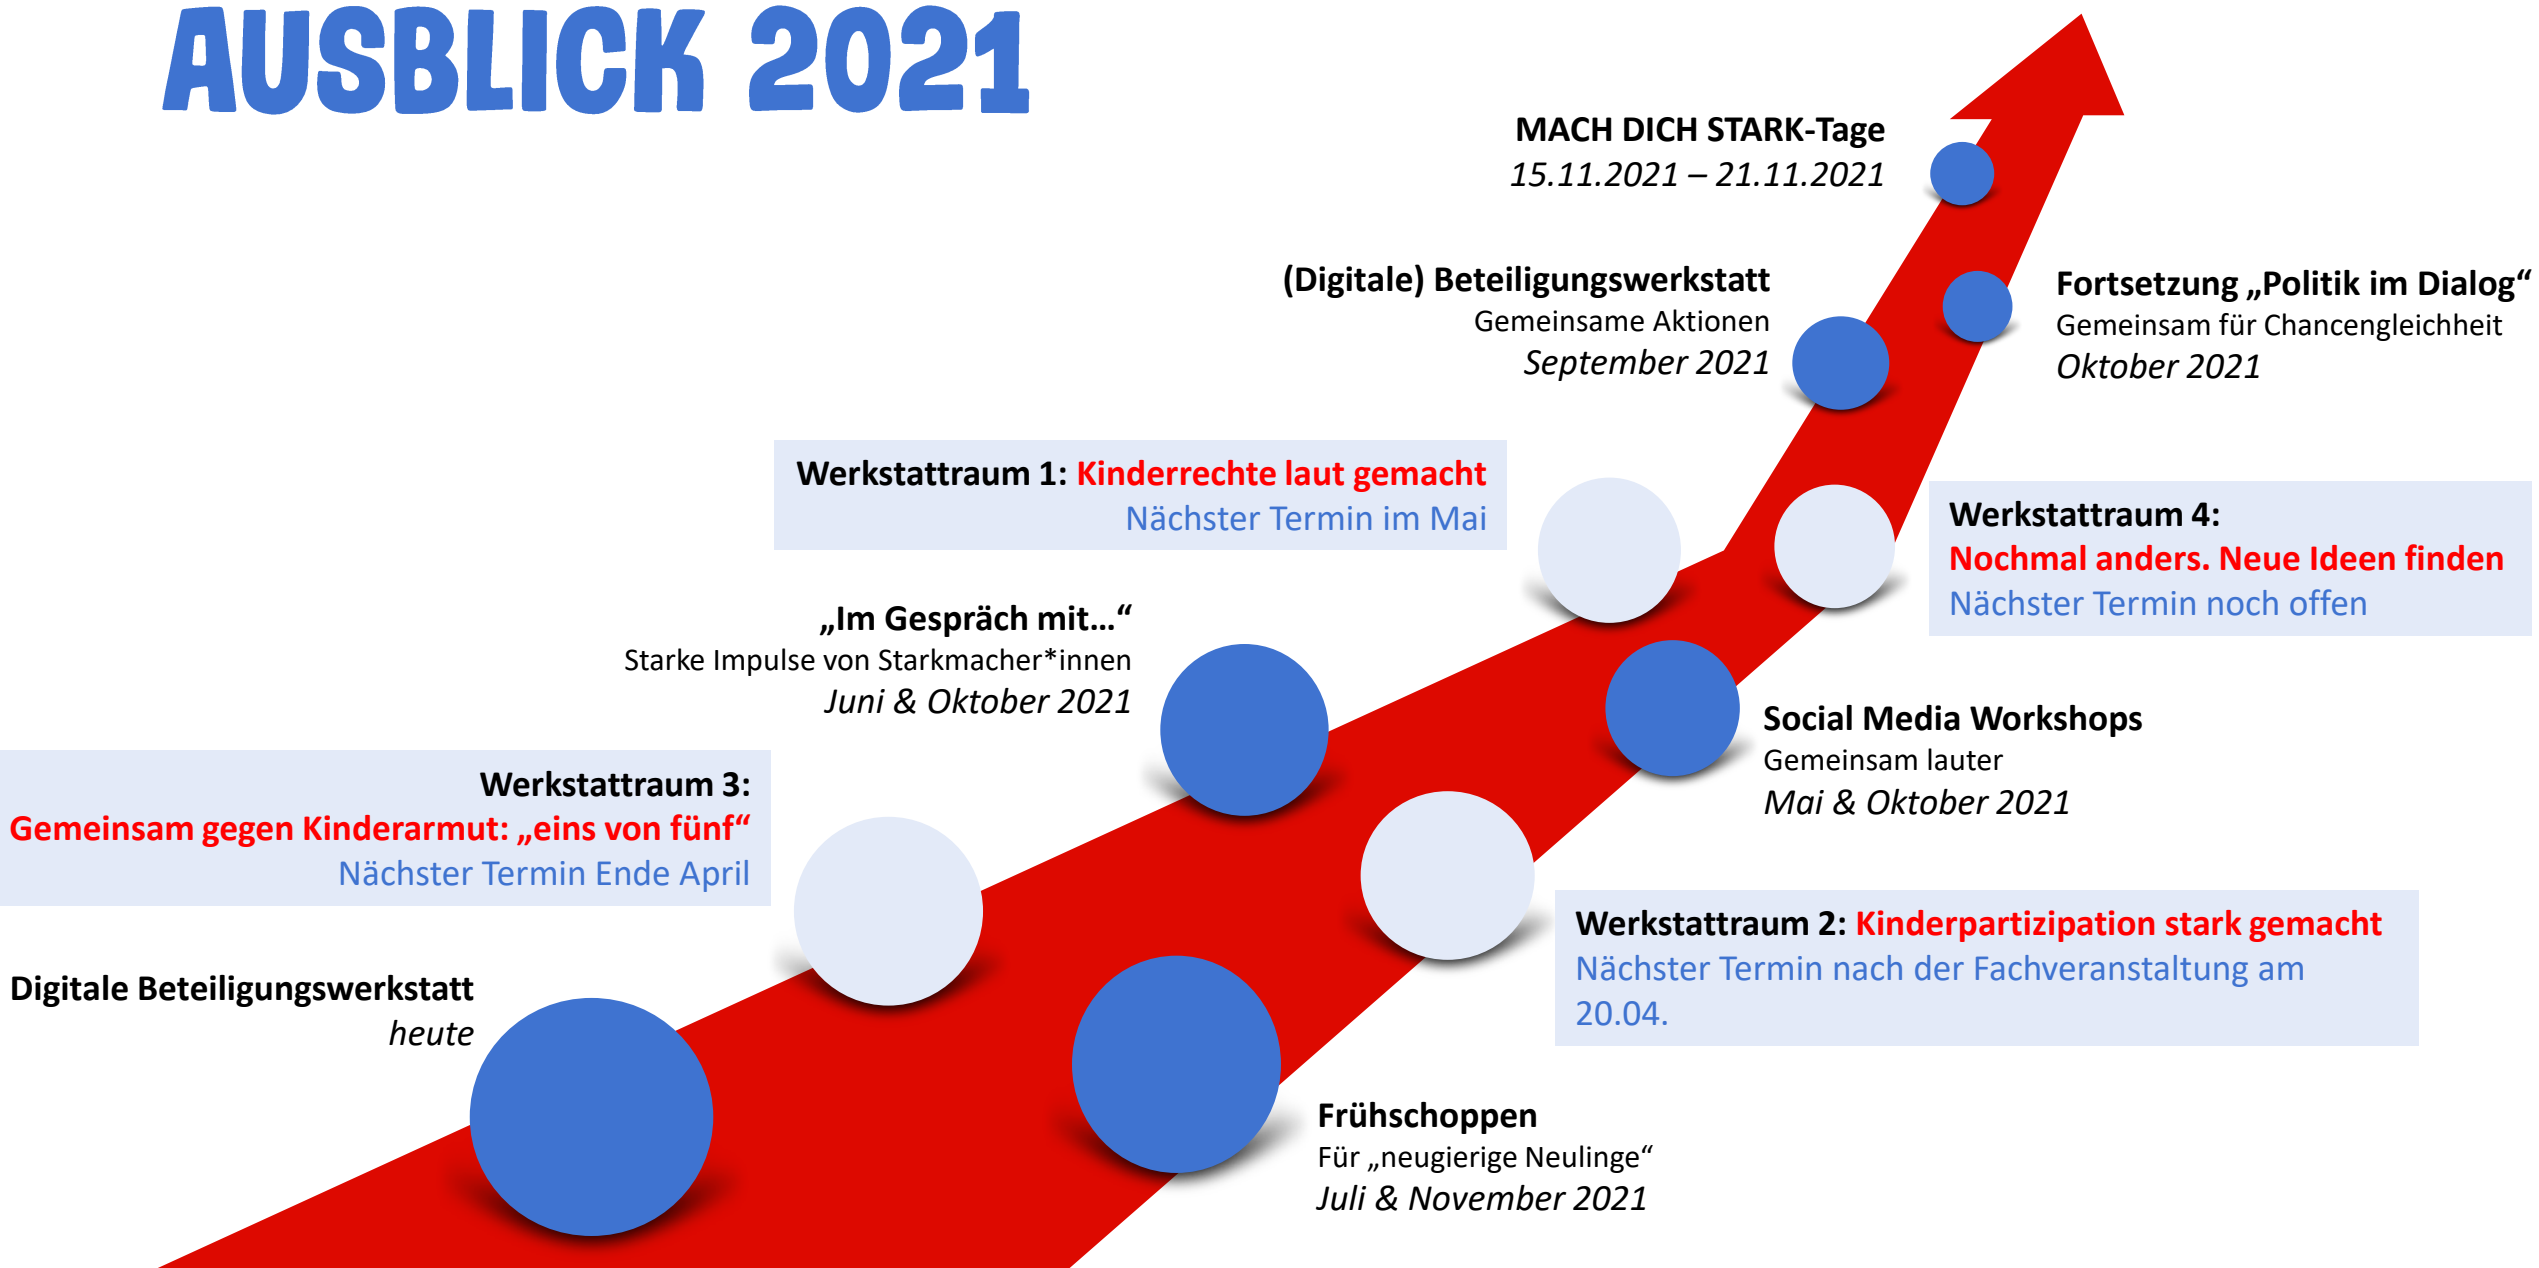 AUSBLICK 2021
MACH DICH STARK-Tage
15.11.2021 – 21.11.2021
(Digitale) Beteiligungswerkstatt
Gemeinsame Aktionen
September 2021
Fortsetzung „Politik im Dialog“
Gemeinsam für Chancengleichheit
Oktober 2021
Werkstattraum 1: Kinderrechte laut gemacht
Nächster Termin im Mai
Werkstattraum 4:
Nochmal anders. Neue Ideen finden
Nächster Termin noch offen
„Im Gespräch mit…“
Starke Impulse von Starkmacher*innen
Juni & Oktober 2021
Social Media Workshops
Gemeinsam lauter
Mai & Oktober 2021
Werkstattraum 3:
Gemeinsam gegen Kinderarmut: „eins von fünf“
Nächster Termin Ende April
Werkstattraum 2: Kinderpartizipation stark gemacht
Nächster Termin nach der Fachveranstaltung am
20.04.
Digitale Beteiligungswerkstatt
heute
Frühschoppen
Für „neugierige Neulinge“
Juli & November 2021